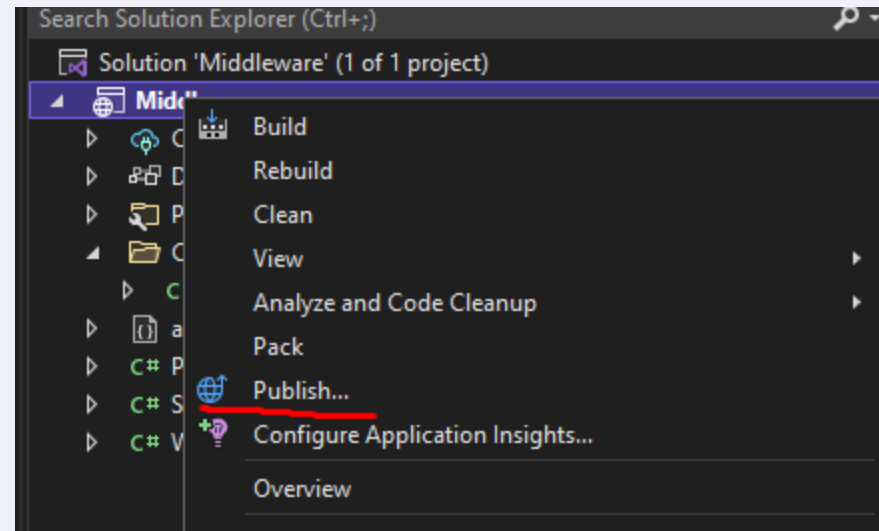 Search Solution Explorer (Ctrl+;)
Solution 'Middleware' (1 of 1 project)
Build
Rebuild
Clean
View
Analyze and Code Cleanup
Pack
C# P
Publish...
C# S
C# V
Configure Application Insights...
Overview